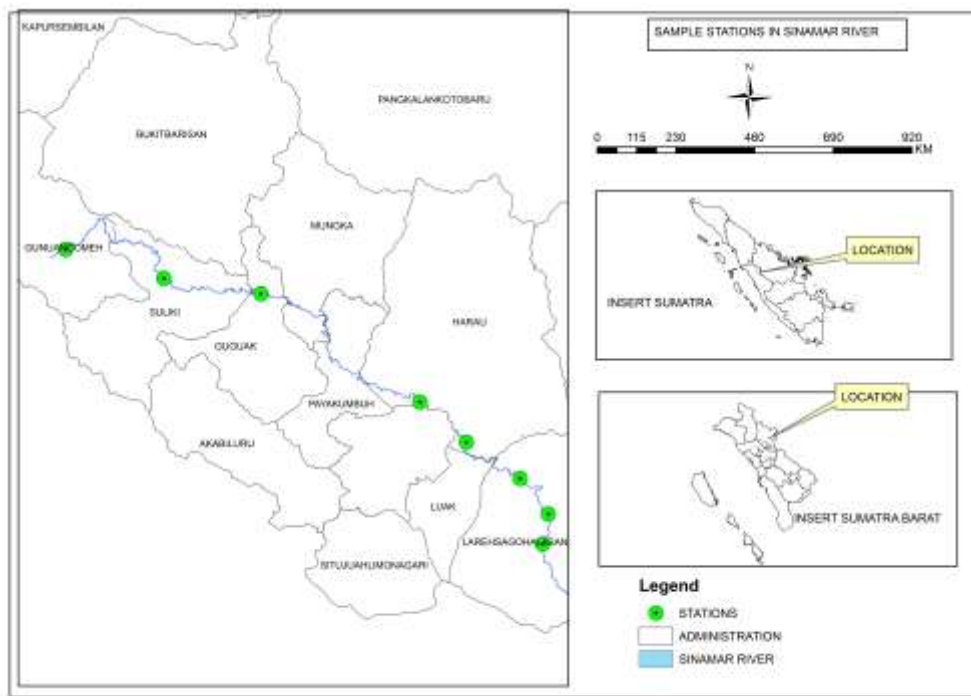 KAPURSEMBILAN
PANGKALANKOTOBARU
BUKITBARISAN
MUNGKA
GUNUANGOMEH
SULIKI
HARAU
GUGUAK
PAYAKUMBUH
AKABILURU
LUAK
LAREHSAGOHALABAN
SITUJUAHLIMONAGARI
SAMPLE STATIONS IN SINAMAR RIVER
N
0 115 230 460 690 920
KM
LOCATION
INSERT SUMATRA
LOCATION
INSERT SUMATRA BARAT
Legend
STATIONS
ADMINISTRATION
SINAMAR RIVER